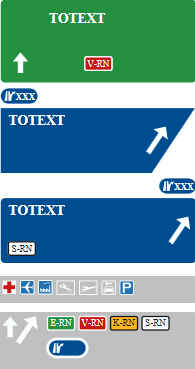 TOTEXT
V-RN
XXX
TOTEXT
XXX
TOTEXT
S-RN
P
E-RN V-RN K-RN S-RN